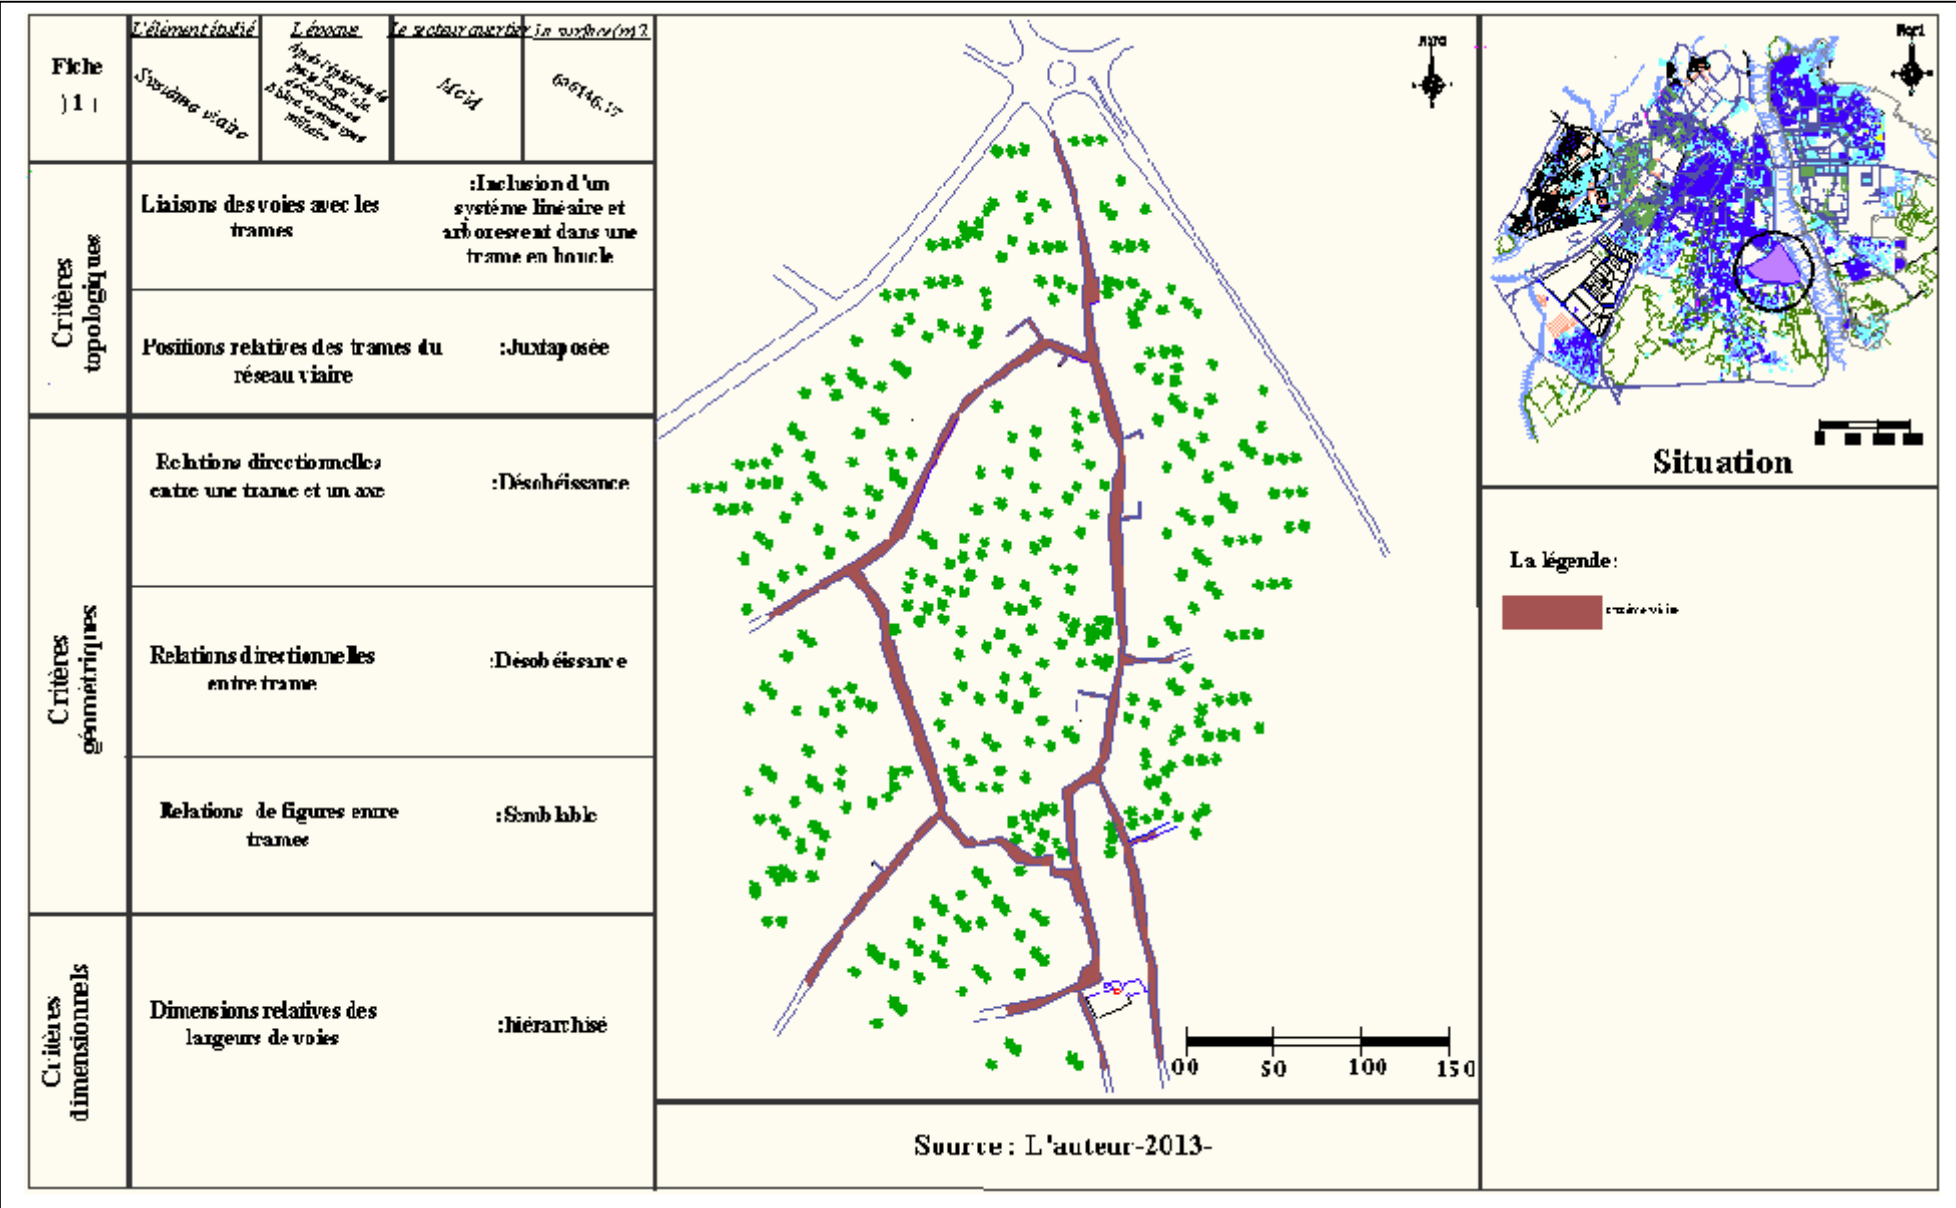 Fiche
1
L'élément étudié
L'époque
Le secteur quartier
la surface(m)2
Système viaire
Mcid
Critères
topologiques
Liaisons des voies avec les
trames
:Inclusion d'un
système linéaire et
arborescent dans une
trame en boucle
Positions relatives des trames du
réseau viaire
:Juxtaposée
Critères
géométriques
Relations directionnelles
entre une trame et un axe
:Désobéissance
Relations directionnelles
entre trame
:Désobéissance
Relations de figures entre
trames
:Semblable
Critères
dimensionnels
Dimensions relatives des
largeurs de voies
:hiérarchisé
Nord
00 50 100 150
Source : L'auteur-2013-
Nord
Situation
La légende: